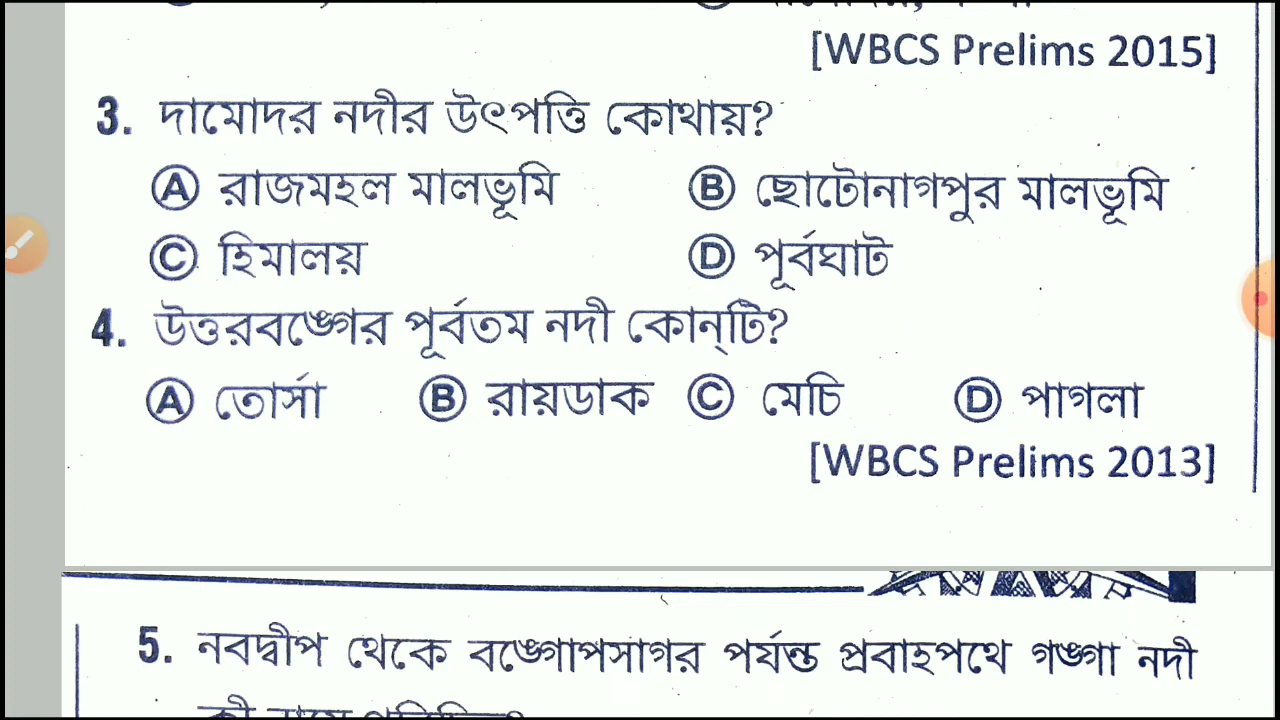 [WBCS Prelims 2015]
3. দামোদর নদীর উৎপত্তি কোথায়?
A রাজমহল মালভূমি B ছোটোনাগপুর মালভূমি
C হিমালয় D পূর্বঘাট
4. উত্তরবঙ্গের পূর্বতম নদী কোন্‌টি?
A তোর্সা B রায়ডাক C মেচি D পাগলা
[WBCS Prelims 2013]
5. নবদ্বীপ থেকে বঙ্গোপসাগর পর্যন্ত প্রবাহপথে গঙ্গা নদী